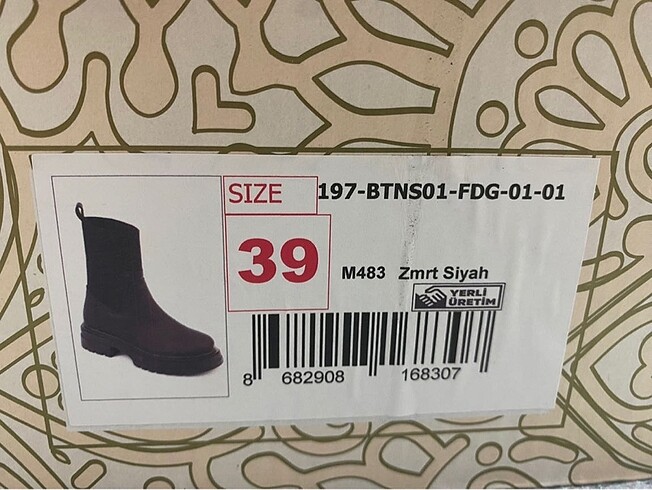 SIZE 197-BTNS01-FDG-01-01
39
M483 Zmrt Siyah
YERLİ
ÜRETİM
8 682908 168307